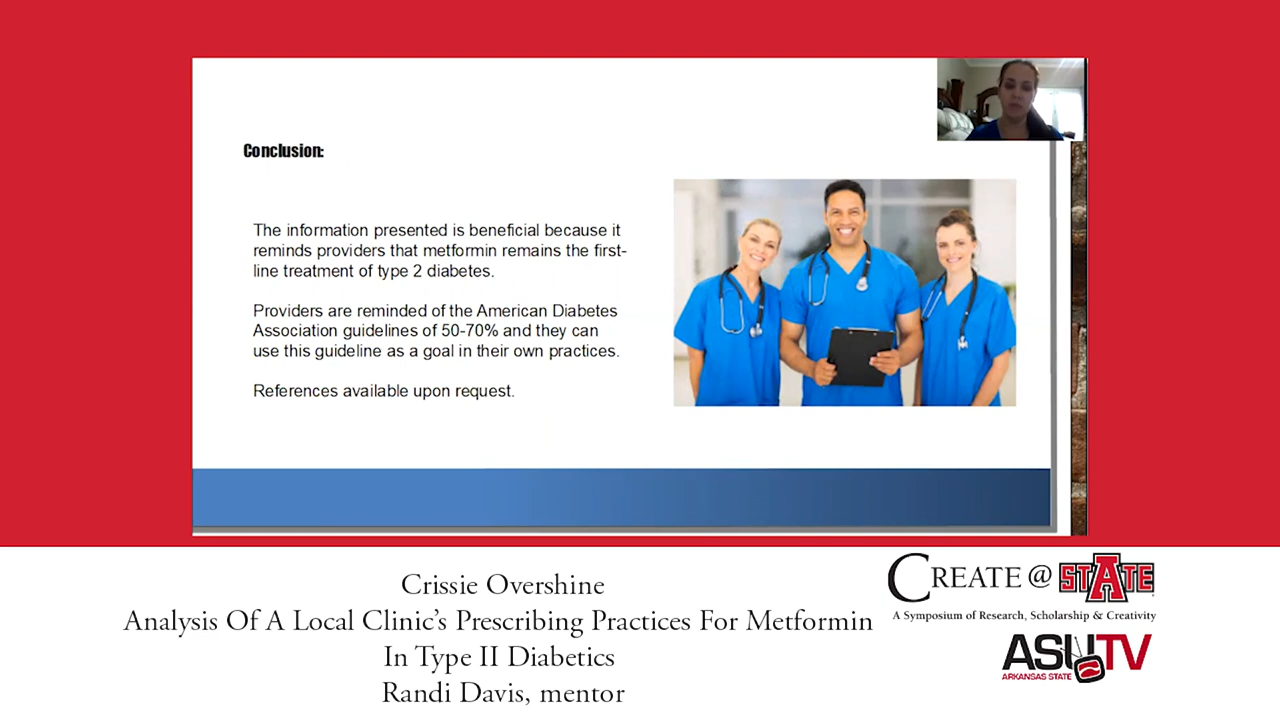 Conclusion:
The information presented is beneficial because it
reminds providers that metformin remains the first-
line treatment of type 2 diabetes.
Providers are reminded of the American Diabetes
Association guidelines of 50-70% and they can
use this guideline as a goal in their own practices.
References available upon request.
Crissie Overshine
Analysis Of A Local Clinic's Prescribing Practices For Metformin
In Type II Diabetics
Randi Davis, mentor
CREATE @ STATE
A Symposium of Research, Scholarship & Creativity
ASUTV
ARKANSAS STATE